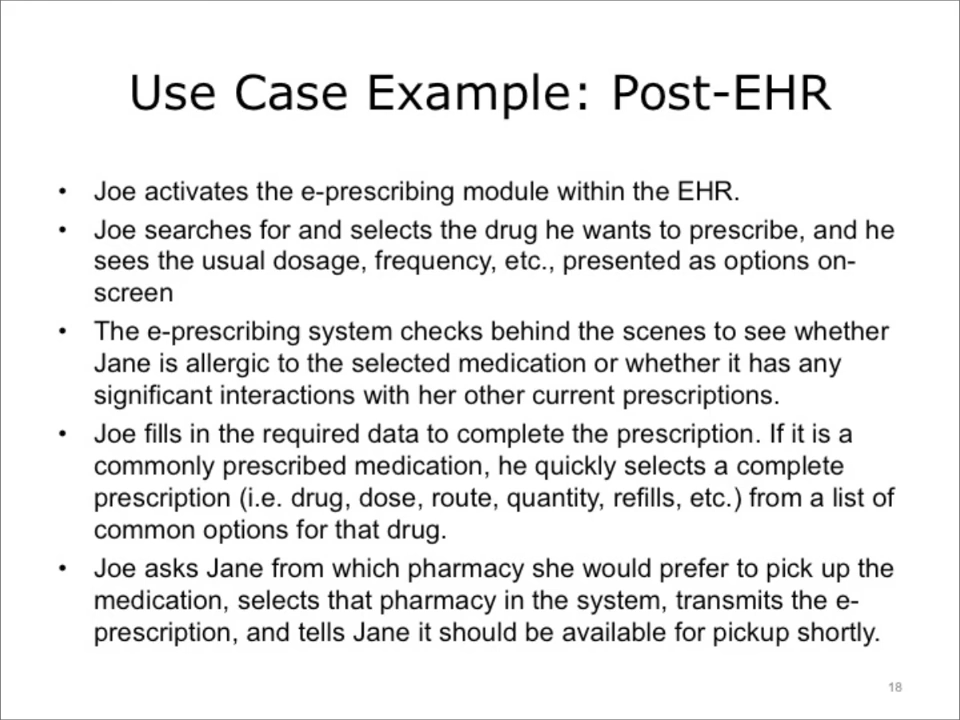 Use Case Example: Post-EHR
• Joe activates the e-prescribing module within the EHR.
• Joe searches for and selects the drug he wants to prescribe, and he
sees the usual dosage, frequency, etc., presented as options on-
screen
• The e-prescribing system checks behind the scenes to see whether
Jane is allergic to the selected medication or whether it has any
significant interactions with her other current prescriptions.
• Joe fills in the required data to complete the prescription. If it is a
commonly prescribed medication, he quickly selects a complete
prescription (i.e. drug, dose, route, quantity, refills, etc.) from a list of
common options for that drug.
• Joe asks Jane from which pharmacy she would prefer to pick up the
medication, selects that pharmacy in the system, transmits the e-
prescription, and tells Jane it should be available for pickup shortly.
18